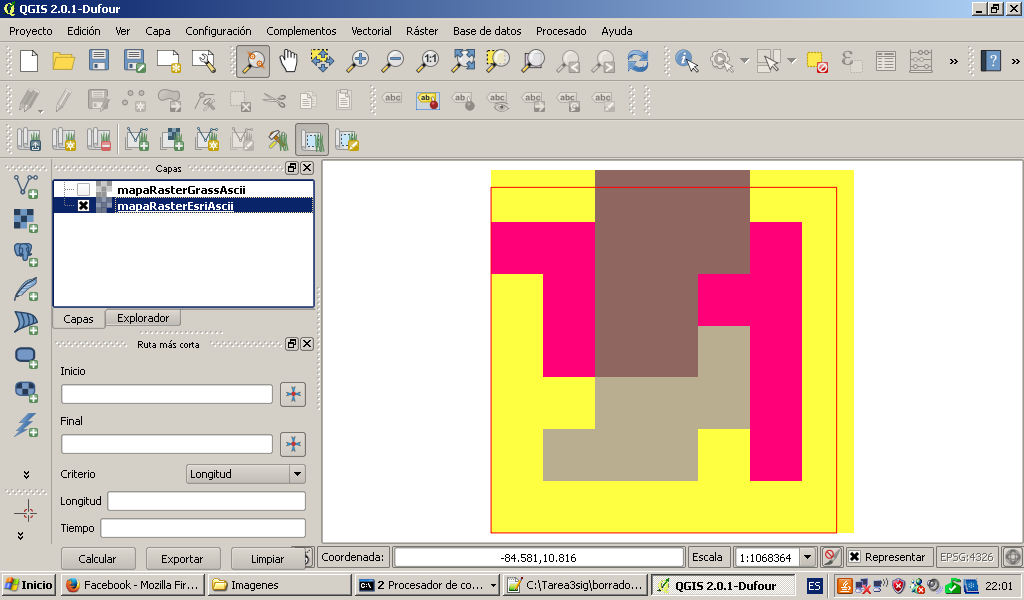 QGIS 2.0.1-Dufour
Proyecto Edición Ver Capa Configuración Complementos Vectorial Ráster Base de datos Procesado Ayuda
Capas
mapaRasterGrassAscii
mapaRasterEsriAscii
Capas Explorador
Ruta más corta
Inicio
Final
Criterio Longitud
Longitud
Tiempo
Calcular Exportar Limpiar
Coordenada: -84.581,10.816 Escala 1:1068364 Representar EPSG:4326
Inicio Facebook - Mozilla Fir... Imagenes 2 Procesador de co... C:\Tarea3sig\borrado... QGIS 2.0.1-Dufour ES 22:01